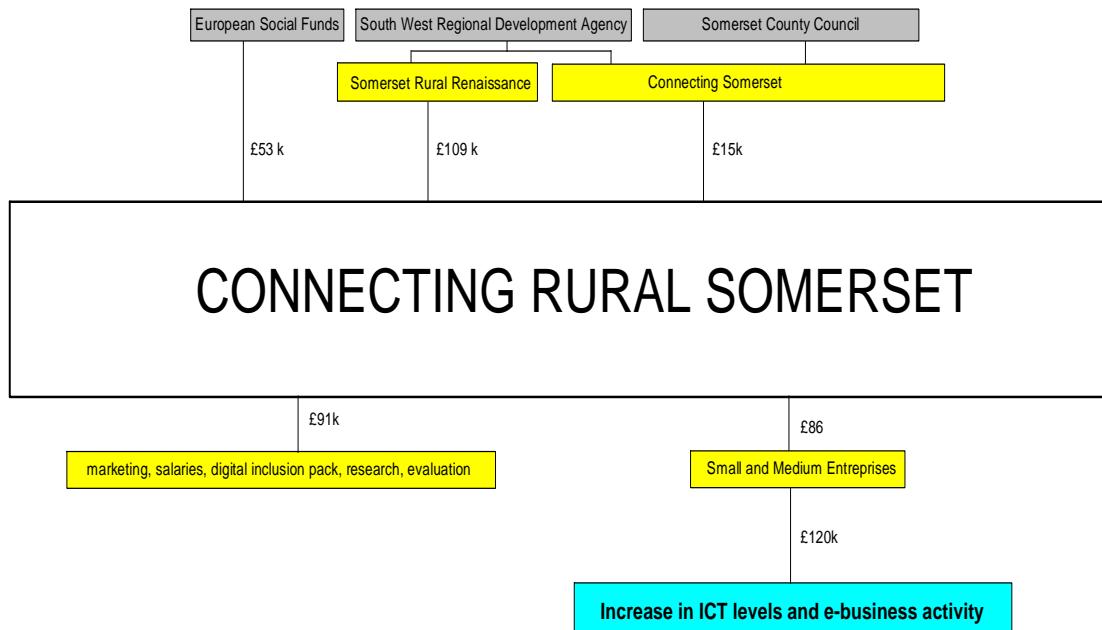 European Social Funds
South West Regional Development Agency
Somerset County Council
Somerset Rural Renaissance
Connecting Somerset
£53 k
£109 k
£15k
CONNECTING RURAL SOMERSET
£91k
£86
marketing, salaries, digital inclusion pack, research, evaluation
Small and Medium Entreprises
£120k
Increase in ICT levels and e-business activity